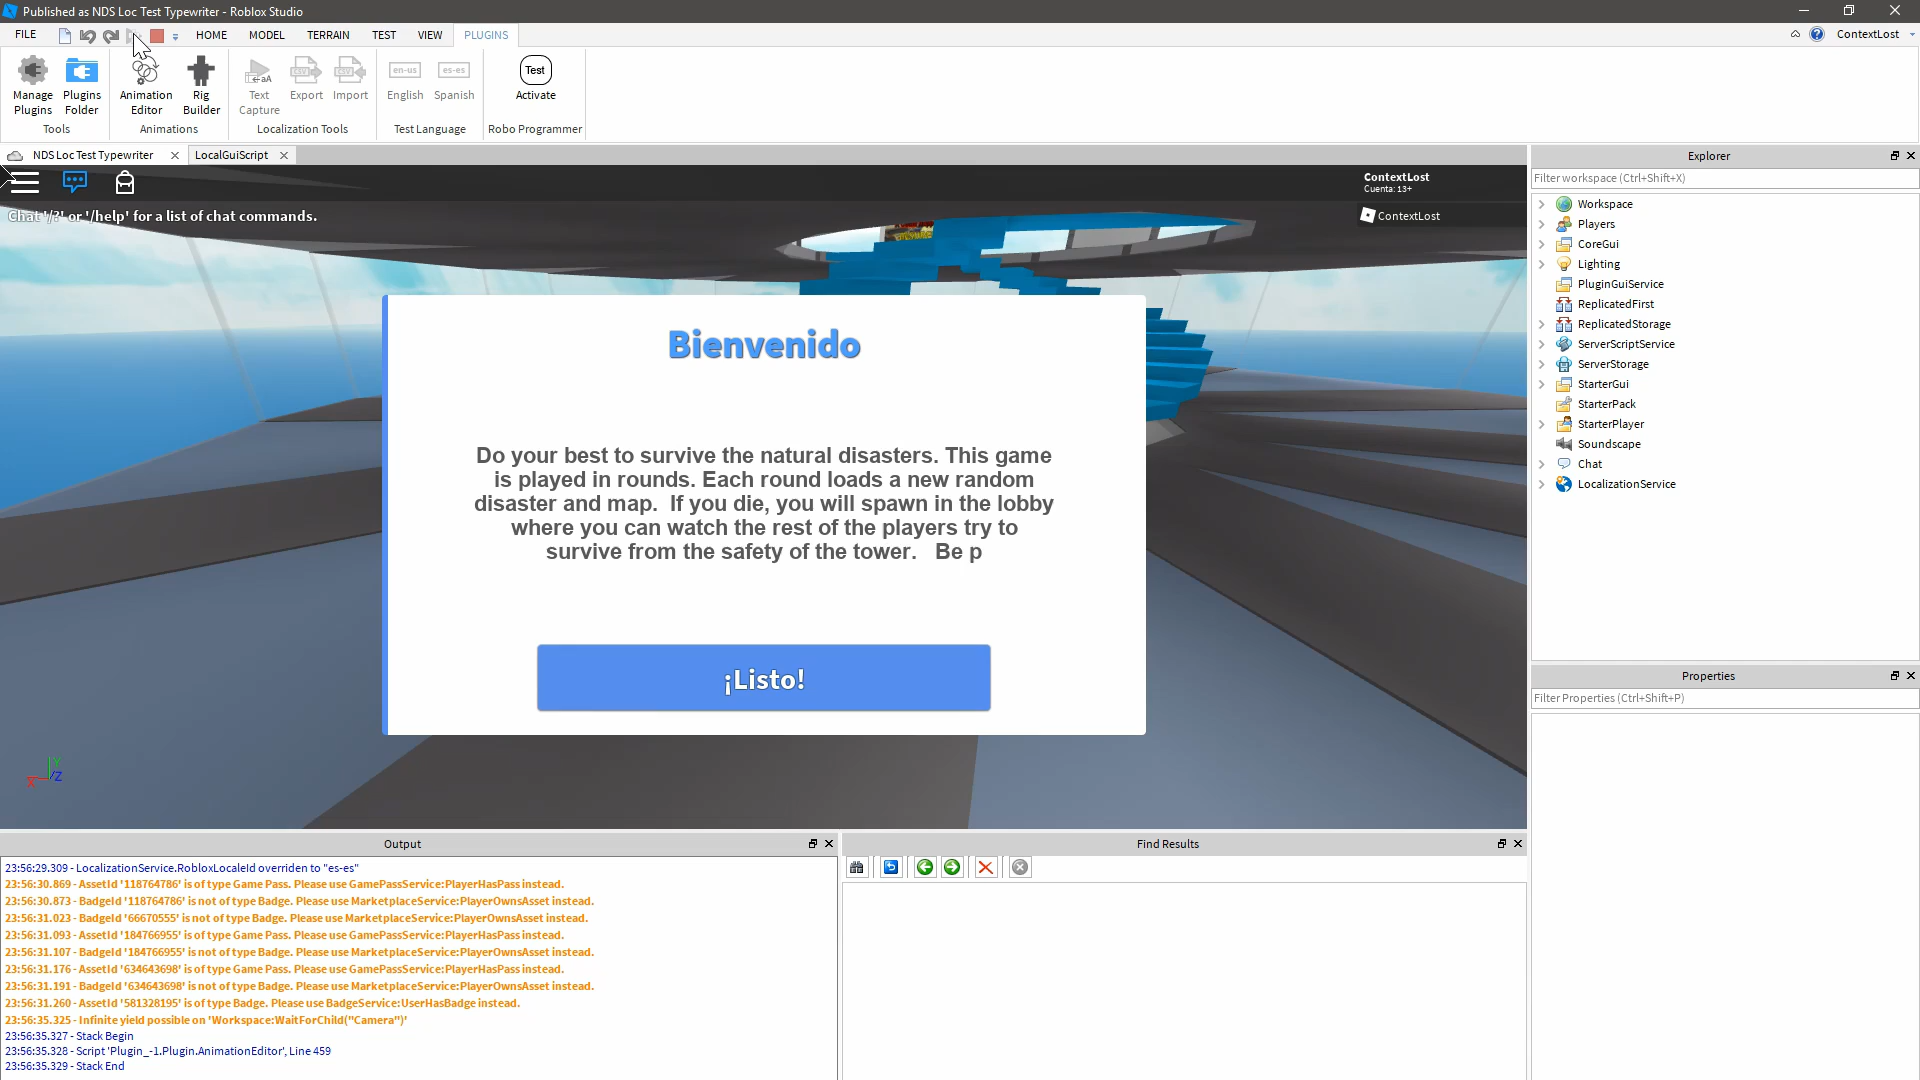 Published as NDS Loc Test Typewriter - Roblox Studio
FILE
HOME
MODEL
TERRAIN
TEST
VIEW
PLUGINS
ContextLost
Manage Plugins
Plugins Folder
Tools
Animation Editor
Rig Builder
Animations
Text Capture
Export
Import
Localization Tools
en-us
English
es-es
Spanish
Test Language
Test
Activate
Robo Programmer
NDS Loc Test Typewriter
LocalGuiScript
Chat '/?' or '/help' for a list of chat commands.
ContextLost
Cuenta: 13+
ContextLost
Bienvenido
Do your best to survive the natural disasters. This game
is played in rounds. Each round loads a new random
disaster and map.  If you die, you will spawn in the lobby
where you can watch the rest of the players try to
survive from the safety of the tower.   Be p
¡Listo!
Y
Z
X
Explorer
Filter workspace (Ctrl+Shift+X)
Workspace
Players
CoreGui
Lighting
PluginGuiService
ReplicatedFirst
ReplicatedStorage
ServerScriptService
ServerStorage
StarterGui
StarterPack
StarterPlayer
Soundscape
Chat
LocalizationService
Properties
Filter Properties (Ctrl+Shift+P)
Output
23:56:29.309 - LocalizationService.RobloxLocaleId overriden to "es-es"
23:56:30.869 - AssetId '118764786' is of type Game Pass. Please use GamePassService:PlayerHasPass instead.
23:56:30.873 - BadgeId '118764786' is not of type Badge. Please use MarketplaceService:PlayerOwnsAsset instead.
23:56:31.023 - BadgeId '66670555' is not of type Badge. Please use MarketplaceService:PlayerOwnsAsset instead.
23:56:31.093 - AssetId '184766955' is of type Game Pass. Please use GamePassService:PlayerHasPass instead.
23:56:31.107 - BadgeId '184766955' is not of type Badge. Please use MarketplaceService:PlayerOwnsAsset instead.
23:56:31.176 - AssetId '634643698' is of type Game Pass. Please use GamePassService:PlayerHasPass instead.
23:56:31.191 - BadgeId '634643698' is not of type Badge. Please use MarketplaceService:PlayerOwnsAsset instead.
23:56:31.260 - AssetId '581328195' is of type Badge. Please use BadgeService:UserHasBadge instead.
23:56:35.325 - Infinite yield possible on 'Workspace:WaitForChild("Camera")'
23:56:35.327 - Stack Begin
23:56:35.328 - Script 'Plugin_-1.Plugin.AnimationEditor', Line 459
23:56:35.329 - Stack End
Find Results